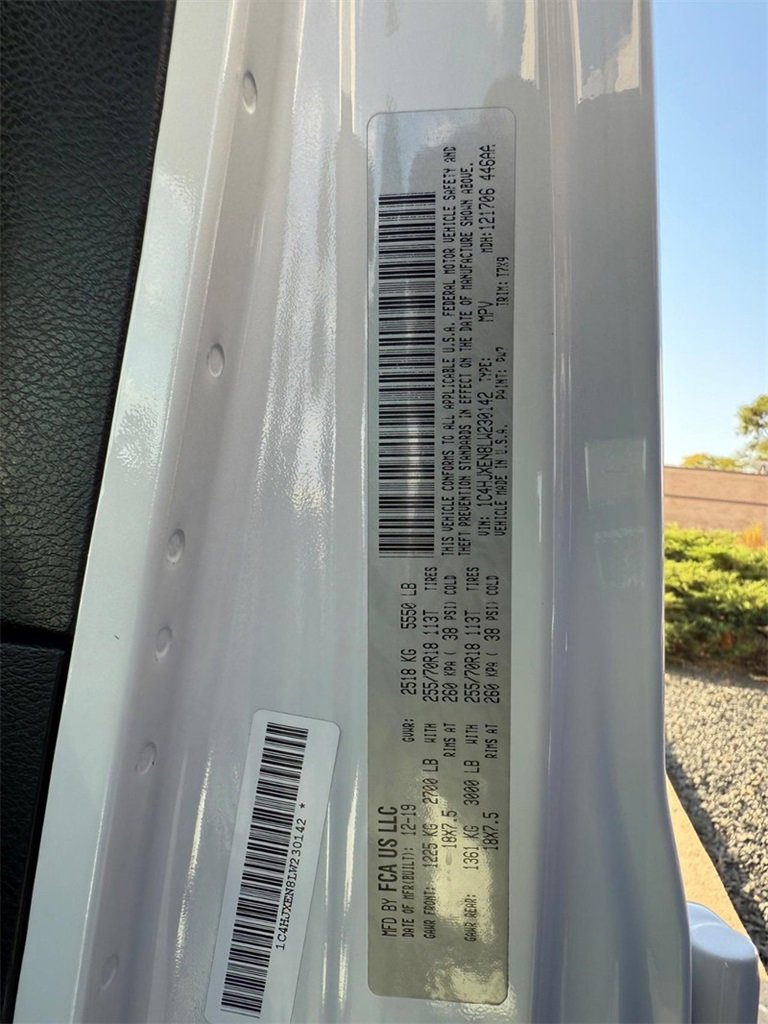 MFD BY FCA US LLC
DATE OF MFR(BUILT): 12-19 GVWR: 2518 KG 5550 LB
GAWR FRONT: 1225 KG 2700 LB WITH 255/70R18 113T TIRES
18X7.5 RIMS AT 260 KPA ( 38 PSI) COLD
GAWR REAR: 1361 KG 3000 LB WITH 255/70R18 113T TIRES
18X7.5 RIMS AT 260 KPA ( 38 PSI) COLD
THIS VEHICLE CONFORMS TO ALL APPLICABLE U.S.A. FEDERAL MOTOR VEHICLE SAFETY AND
THEFT PREVENTION STANDARDS IN EFFECT ON THE DATE OF MANUFACTURE SHOWN ABOVE.
VIN: 1C4HJXEN8LW230142 TYPE: MPV MDH: 121706 446AA
VEHICLE MADE IN U.S.A. PAINT: PW7 TRIM: T7X9
1C4HJXEN8LW230142 *